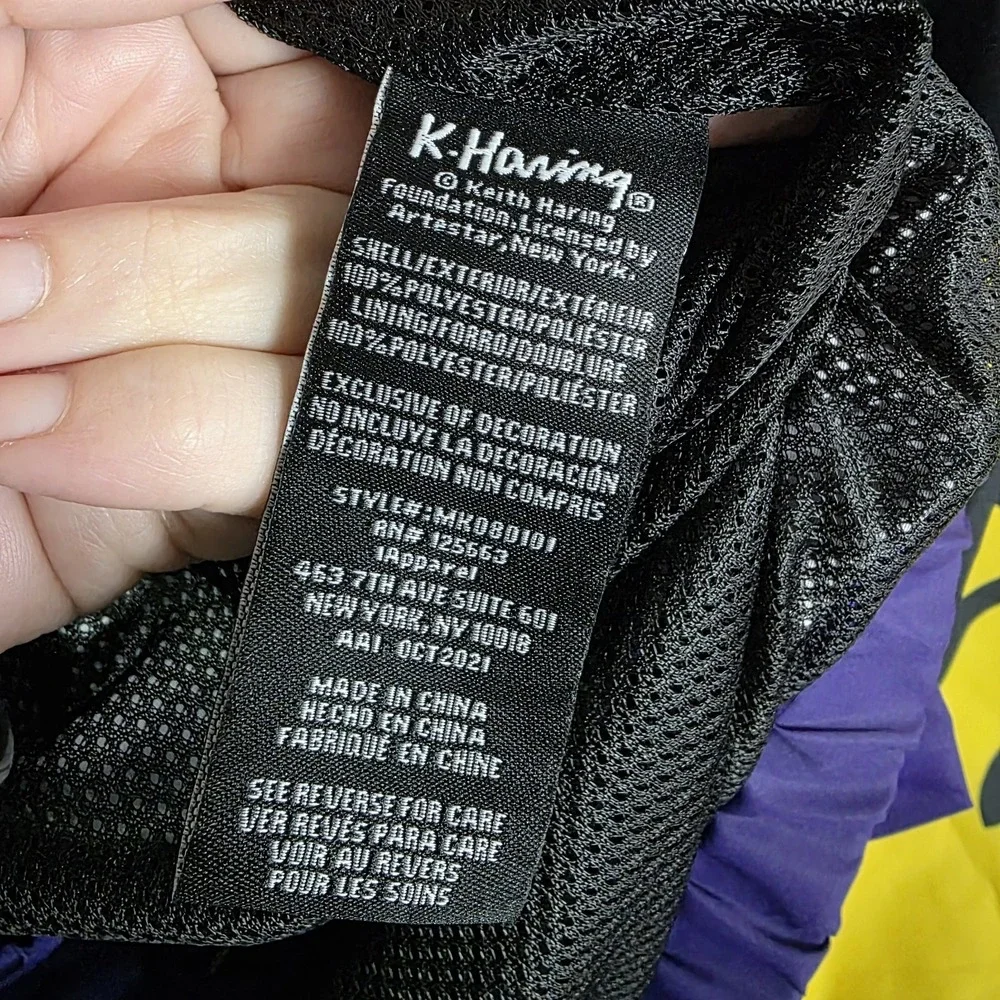 K.Haring®
© Keith Haring
Foundation, Licensed by
Artestar, New York.
SHELL/EXTERIOR/EXTÉRIEUR
100%POLYESTER/POLIÉSTER
LINING/FORRO/DOUBLURE
100%POLYESTER/POLIÉSTER
EXCLUSIVE OF DECORATION
NO INCLUYE LA DECORACIÓN
DÉCORATION NON COMPRIS
STYLE#:MK080101
RN# 125663
1Apparel
463 7TH AVE SUITE 601
NEW YORK, NY 10018
AA1 OCT2021
MADE IN CHINA
HECHO EN CHINA
FABRIQUÉ EN CHINE
SEE REVERSE FOR CARE
VER REVÉS PARA CARE
VOIR AU REVERS
POUR LES SOINS